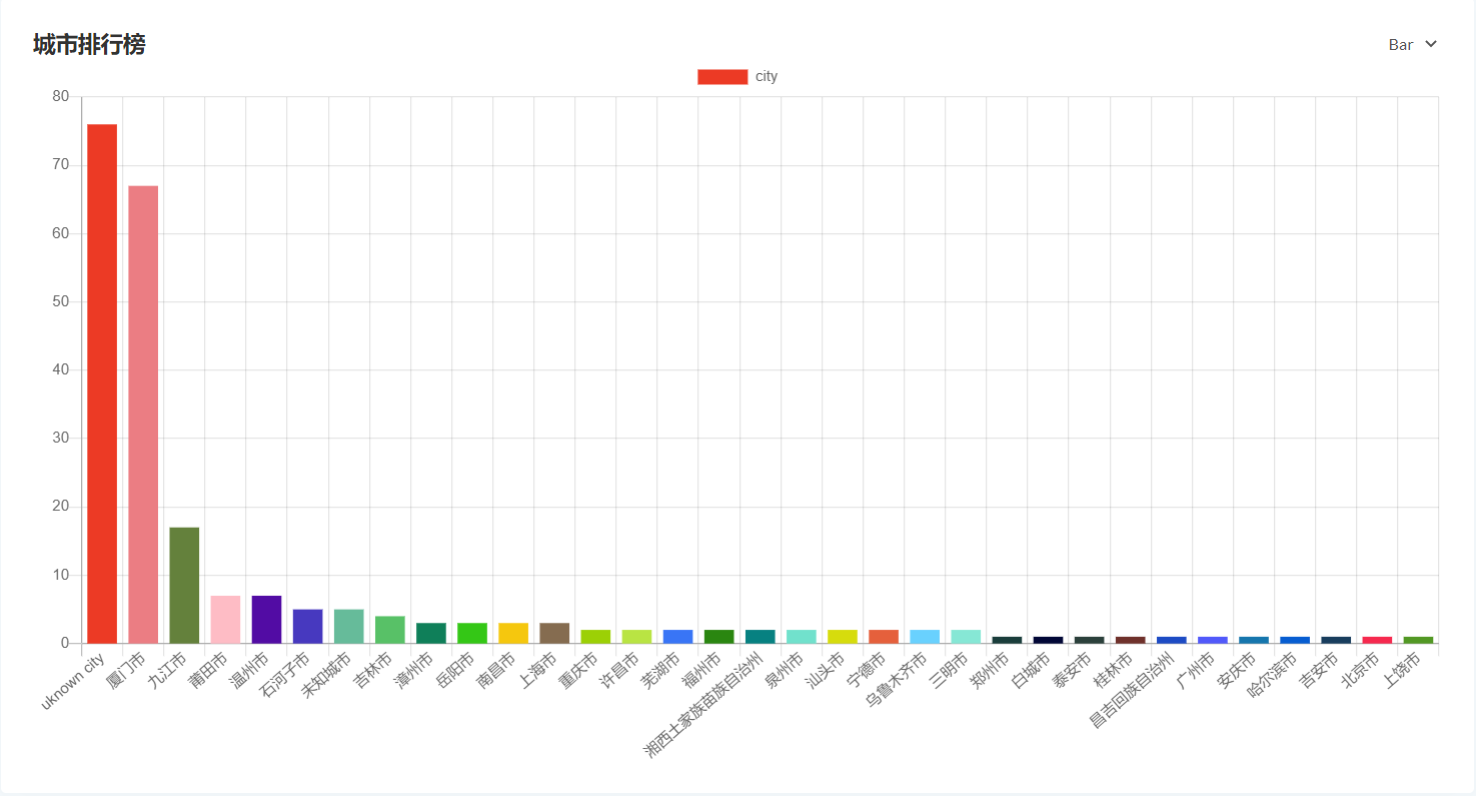 城市排行榜
Bar
city
80
70
60
50
40
30
20
10
0
uknown city
厦门市
九江市
莆田市
温州市
石河子市
未知城市
吉林市
漳州市
岳阳市
南昌市
上海市
重庆市
许昌市
芜湖市
福州市
湘西土家族苗族自治州
泉州市
汕头市
宁德市
乌鲁木齐市
三明市
郑州市
白城市
泰安市
桂林市
昌吉回族自治州
广州市
安庆市
哈尔滨市
吉安市
北京市
上饶市